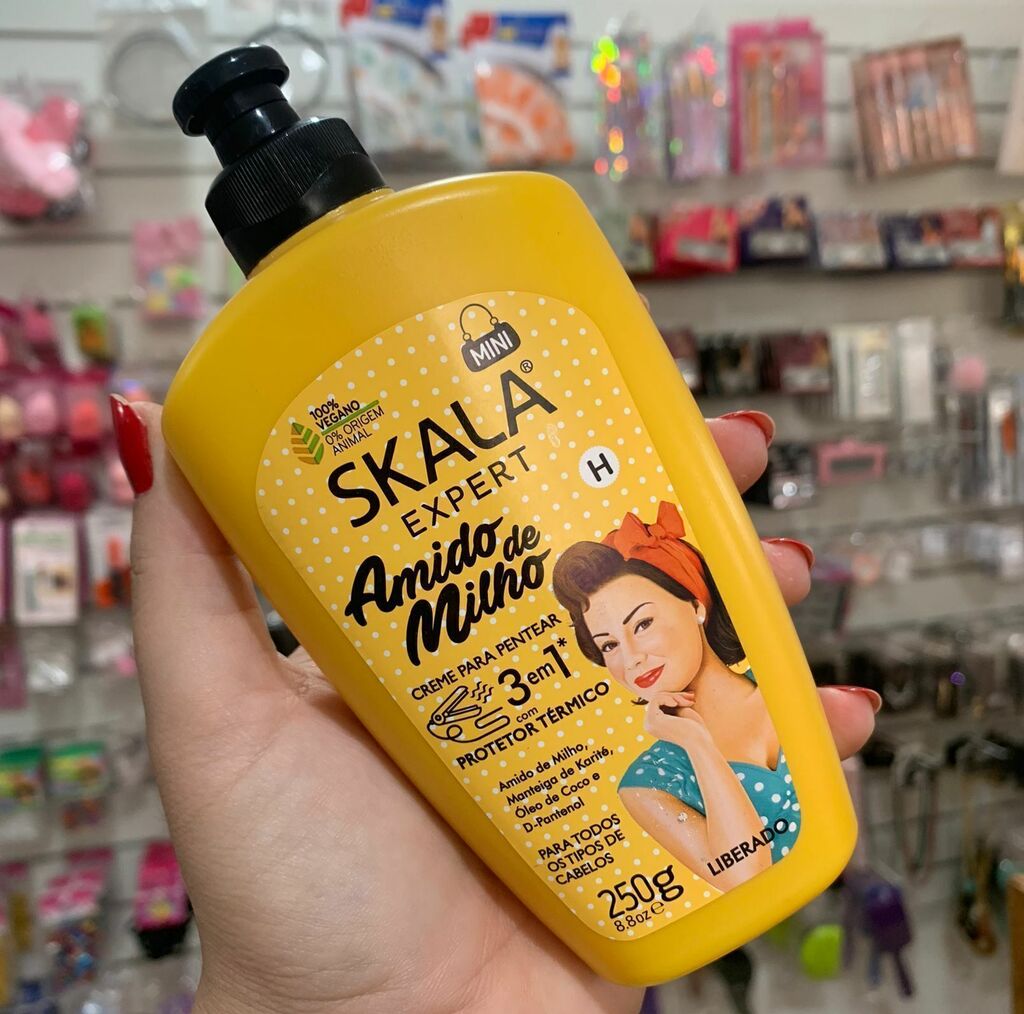 MINI
100%
VEGANO
0% ORIGEM
ANIMAL
SKALA®
EXPERT
H
Amido de
Milho
CREME PARA PENTEAR
3 em 1*
com
PROTETOR TÉRMICO
Amido de Milho,
Manteiga de Karité,
Óleo de Coco e
D-Pantenol
PARA TODOS
OS TIPOS DE
CABELOS
LIBERADO
250g
8.8oz e